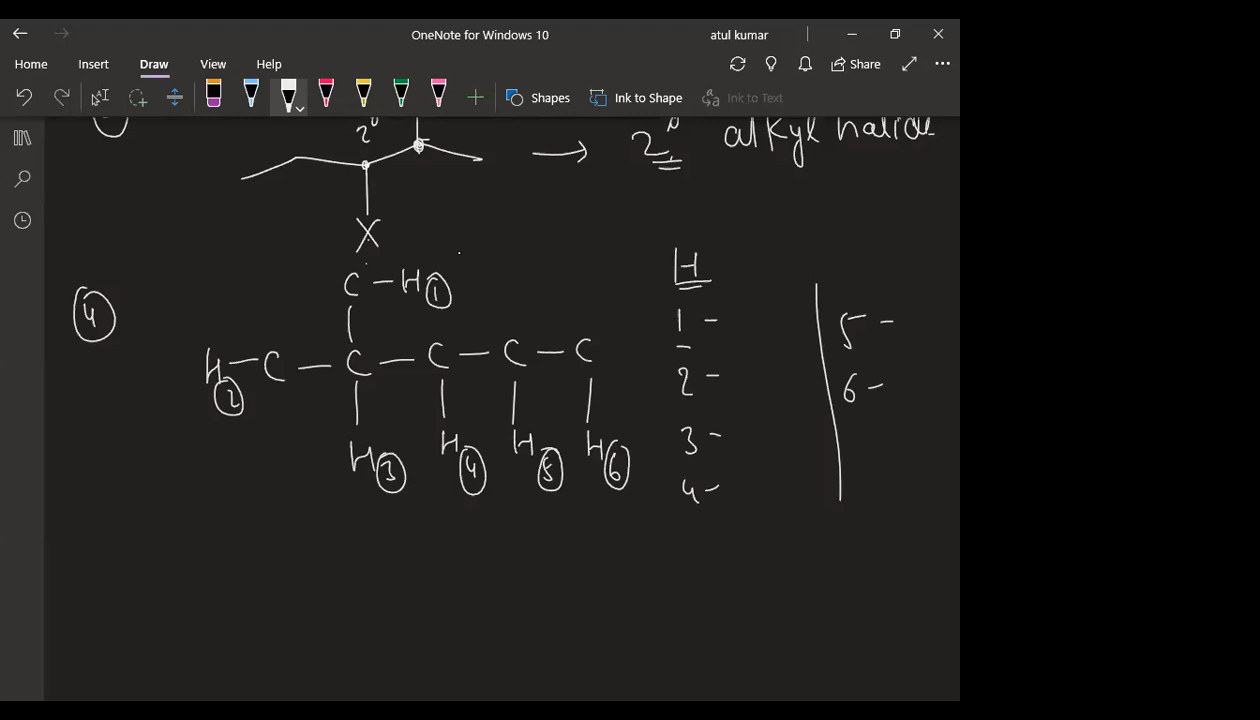 OneNote for Windows 10
atul kumar
Home Insert Draw View Help
Share
Shapes Ink to Shape Ink to Text
2° → 2° alkyl halide
X
C – H ①
④
H – C – C – C – C – C
②
H ③ H ④ H ⑤ H ⑥
H
1 –
2 –
3 –
4 –
5 –
6 –